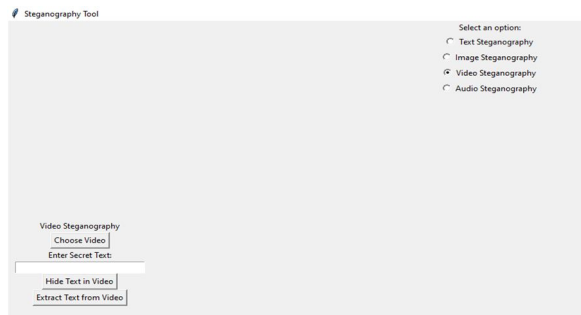 Steganography Tool
Select an option:
Text Steganography
Image Steganography
Video Steganography
Audio Steganography
Video Steganography
Choose Video
Enter Secret Text:
Hide Text in Video
Extract Text from Video